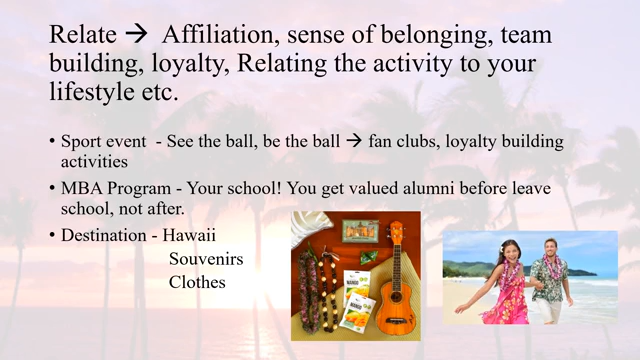 Relate → Affiliation, sense of belonging, team
building, loyalty, Relating the activity to your
lifestyle etc.
• Sport event - See the ball, be the ball → fan clubs, loyalty building
activities
• MBA Program - Your school! You get valued alumni before leave
school, not after.
• Destination - Hawaii
Souvenirs
Clothes
MANGO
MANGO